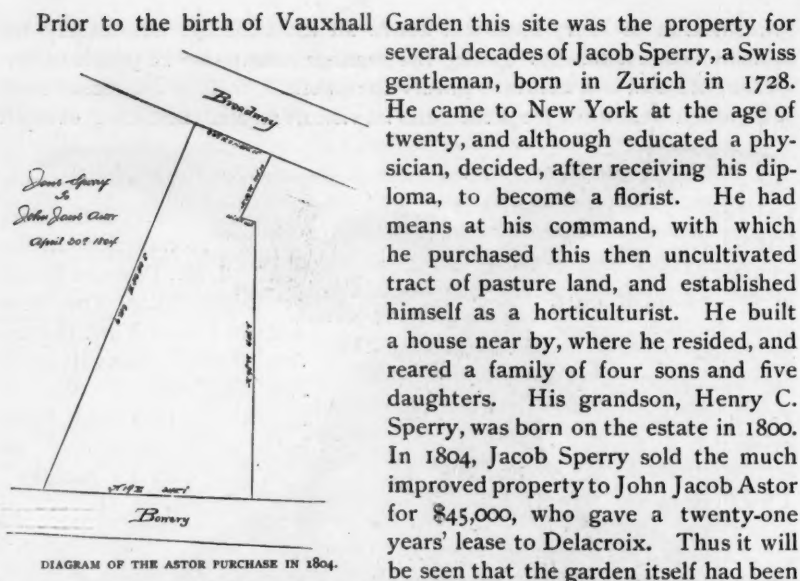 Prior to the birth of Vauxhall Garden this site was the property for
several decades of Jacob Sperry, a Swiss
gentleman, born in Zurich in 1728.
He came to New York at the age of
twenty, and although educated a phy-
sician, decided, after receiving his dip-
loma, to become a florist. He had
means at his command, with which
he purchased this then uncultivated
tract of pasture land, and established
himself as a horticulturist. He built
a house near by, where he resided, and
reared a family of four sons and five
daughters. His grandson, Henry C.
Sperry, was born on the estate in 1800.
In 1804, Jacob Sperry sold the much
improved property to John Jacob Astor
for $45,000, who gave a twenty-one
years' lease to Delacroix. Thus it will
be seen that the garden itself had been
Broadway
Sperry
to
John Jacob Astor
April 1804
Bowery
DIAGRAM OF THE ASTOR PURCHASE IN 1804.